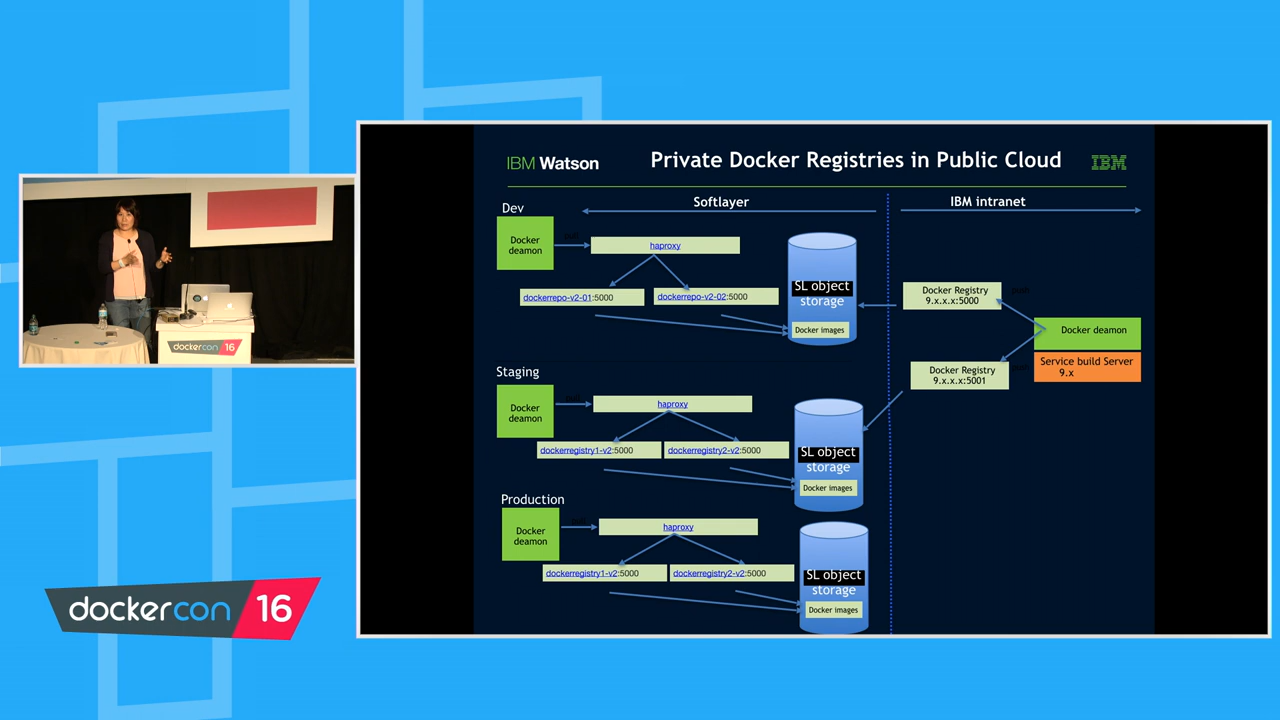 IBM Watson
Private Docker Registries in Public Cloud
IBM
Softlayer
IBM intranet
Dev
Docker
deamon
haproxy
dockerrepo-v2-01:5000
dockerrepo-v2-02:5000
SL object
storage
Docker images
Docker Registry
9.x.x.x:5000
push
Docker deamon
Service build Server
9.x
Docker Registry
9.x.x.x:5001
Staging
Docker
deamon
haproxy
dockerregistry1-v2:5000
dockerregistry2-v2:5000
SL object
storage
Docker images
Production
Docker
deamon
haproxy
dockerregistry1-v2:5000
dockerregistry2-v2:5000
SL object
storage
Docker images
dockercon 16
dockercon 16